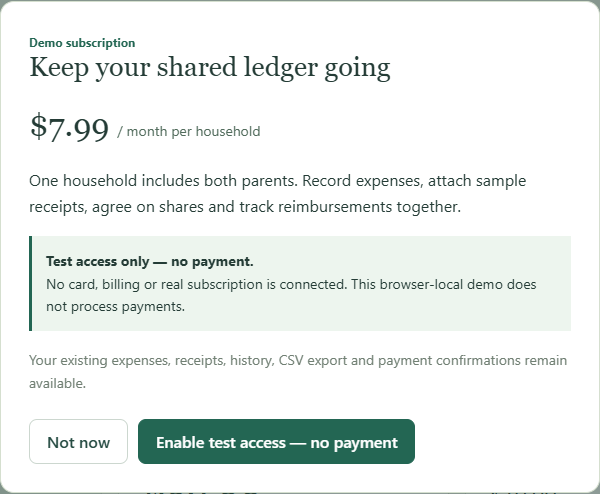 Demo subscription
Keep your shared ledger going
$7.99 / month per household
One household includes both parents. Record expenses, attach sample
receipts, agree on shares and track reimbursements together.
Test access only — no payment.
No card, billing or real subscription is connected. This browser-local demo does
not process payments.
Your existing expenses, receipts, history, CSV export and payment confirmations remain
available.
Not now
Enable test access — no payment